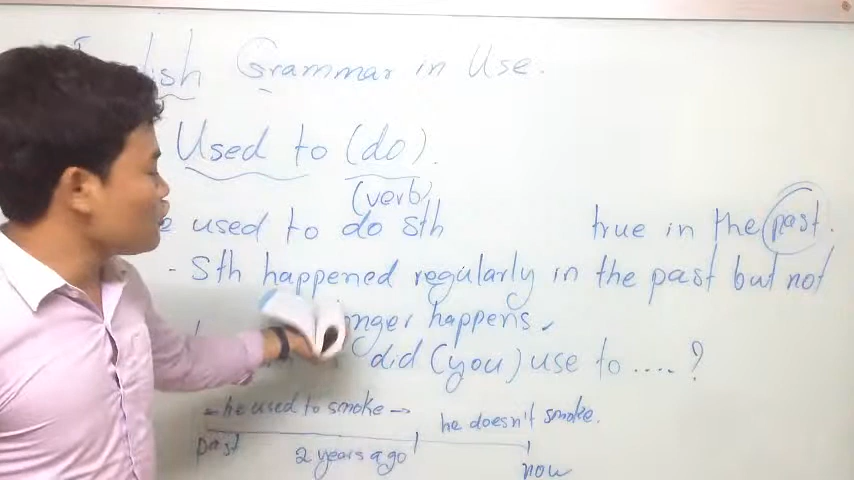 Grammar in Use.
Used to (do).
(verb)
used to do sth true in the past.
- Sth happened regularly in the past but not
happens.
did (you) use to .... ?
he used to smoke he doesn't smoke.
past 2 years ago now